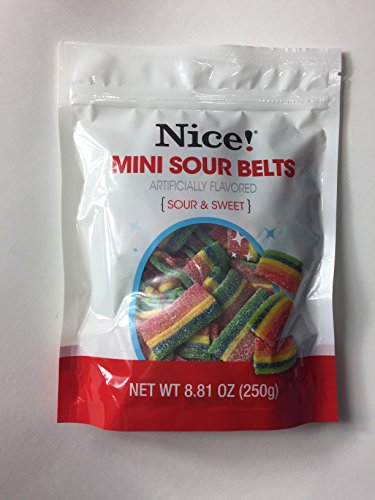 Nice!®
MINI SOUR BELTS
ARTIFICIALLY FLAVORED
{ SOUR & SWEET }
NET WT 8.81 OZ (250g)